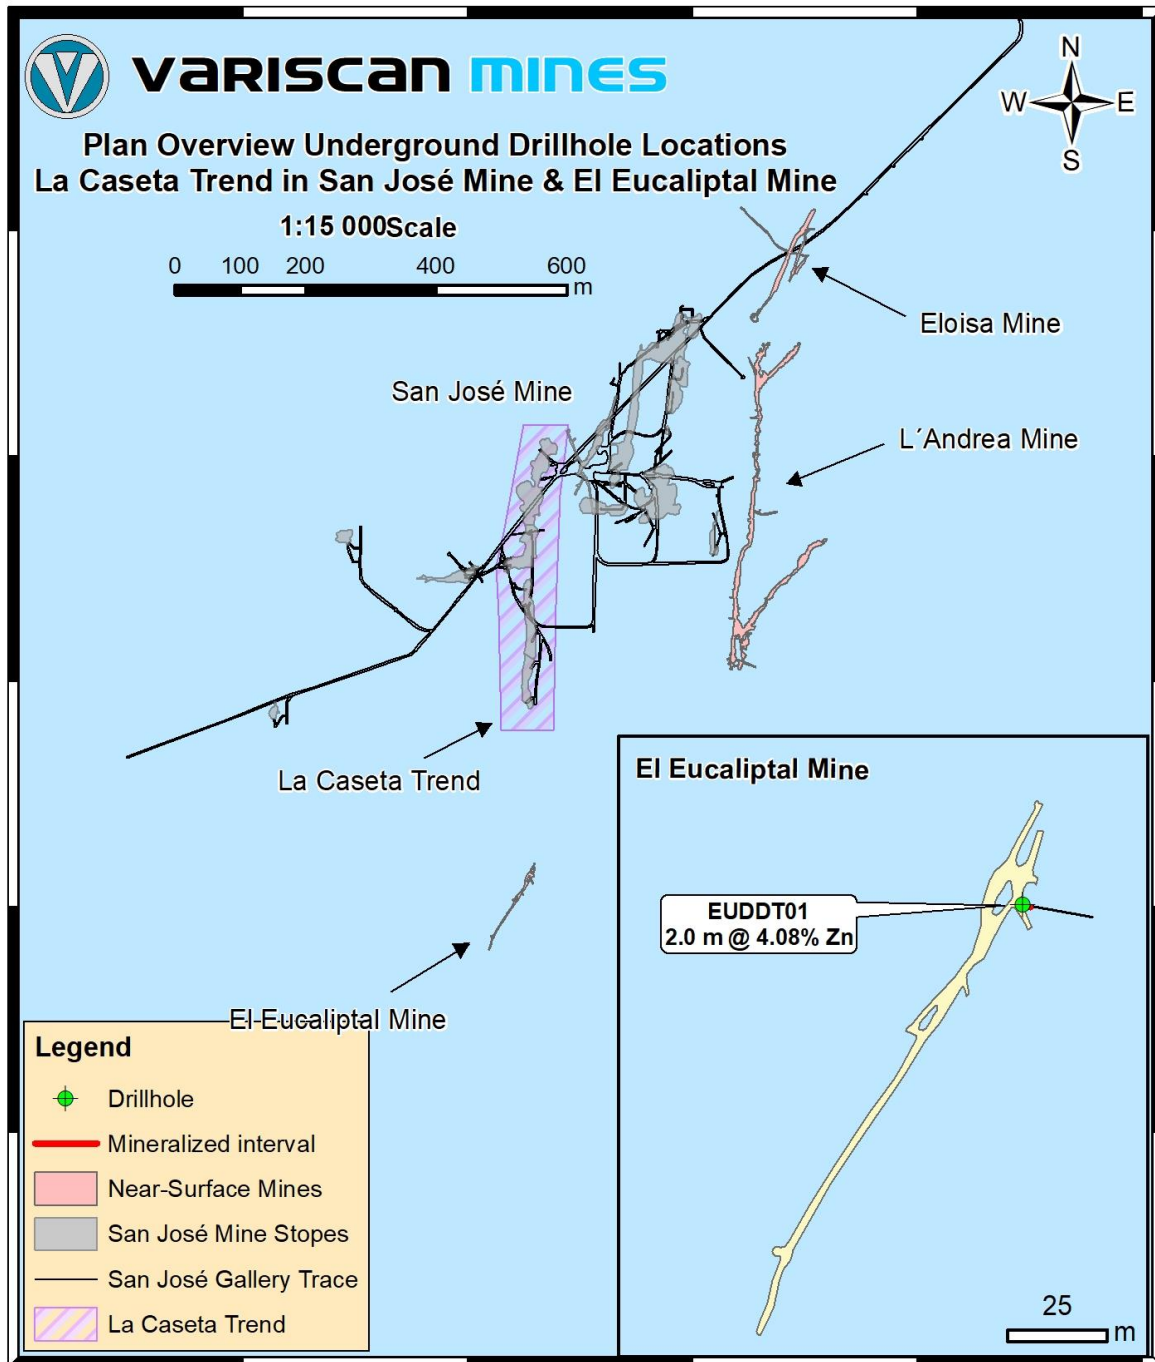 VARISCAN MINES
Plan Overview Underground Drillhole Locations
La Caseta Trend in San José Mine & El Eucaliptal Mine
1:15 000Scale
0 100 200 400 600
m
N
W E
S
Eloisa Mine
San José Mine
L´Andrea Mine
La Caseta Trend
El Eucaliptal Mine
El Eucaliptal Mine
EUDDT01
2.0 m @ 4.08% Zn
25
m
Legend
Drillhole
Mineralized interval
Near-Surface Mines
San José Mine Stopes
San José Gallery Trace
La Caseta Trend